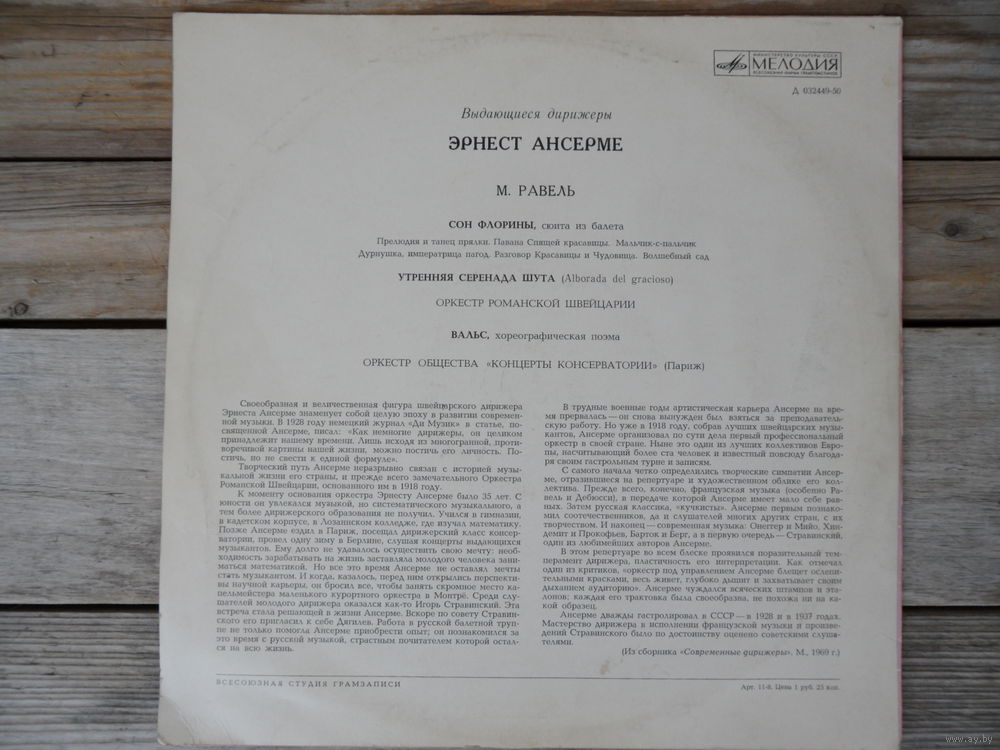 МИНИСТЕРСТВО КУЛЬТУРЫ СССР
МЕЛОДИЯ
ВСЕСОЮЗНАЯ ФИРМА ГРАМПЛАСТИНОК
Д 032449-50
Выдающиеся дирижеры
ЭРНЕСТ АНСЕРМЕ
М. РАВЕЛЬ
СОН ФЛОРИНЫ, сюита из балета
Прелюдия и танец прялки. Павана Спящей красавицы. Мальчик-с-пальчик
Дурнушка, императрица пагод. Разговор Красавицы и Чудовища. Волшебный сад
УТРЕННЯЯ СЕРЕНАДА ШУТА (Alborada del gracioso)
ОРКЕСТР РОМАНСКОЙ ШВЕЙЦАРИИ
ВАЛЬС, хореографическая поэма
ОРКЕСТР ОБЩЕСТВА «КОНЦЕРТЫ КОНСЕРВАТОРИИ» (Париж)
Своеобразная и величественная фигура швейцарского дирижера
Эрнеста Ансерме знаменует собой целую эпоху в развитии современ-
ной музыки. В 1928 году немецкий журнал «Ди Музик» в статье, по-
священной Ансерме, писал: «Как немногие дирижеры, он целиком
принадлежит нашему времени. Лишь исходя из многогранной, проти-
воречивой картины нашей жизни, можно постичь его личность. По-
стичь, но не свести к единой формуле».
Творческий путь Ансерме неразрывно связан с историей музы-
кальной жизни его страны, и прежде всего замечательного Оркестра
Романской Швейцарии, основанного им в 1918 году.
К моменту основания оркестра Эрнесту Ансерме было 35 лет. С
юности он увлекался музыкой, но систематического музыкального, а
тем более дирижерского образования не получил. Учился в гимназии,
в кадетском корпусе, в Лозаннском колледже, где изучал математику.
Позже Ансерме ездил в Париж, посещал дирижерский класс консер-
ватории, провел одну зиму в Берлине, слушая концерты выдающихся
музыкантов. Ему долго не удавалось осуществить свою мечту: необ-
ходимость зарабатывать на жизнь заставляла молодого человека зани-
маться математикой. Но все это время Ансерме не оставлял мечты
стать музыкантом. И когда, казалось, перед ним открылись перспекти-
вы научной карьеры, он бросил все, чтобы занять скромное место ка-
пельмейстера маленького курортного оркестра в Монтрё. Среди слу-
шателей молодого дирижера оказался как-то Игорь Стравинский. Эта
встреча стала решающей в жизни Ансерме. Вскоре по совету Стравин-
ского его пригласил к себе Дягилев. Работа в русской балетной труп-
пе не только помогла Ансерме приобрести опыт; он познакомился за
это время с русской музыкой, страстным почитателем которой остал-
ся на всю жизнь.
В трудные военные годы артистическая карьера Ансерме на вре-
мя прервалась — он снова вынужден был взяться за преподаватель-
скую работу. Но уже в 1918 году, собрав лучших швейцарских музы-
кантов, Ансерме организовал по сути дела первый профессиональный
оркестр в своей стране. Ныне это один из лучших коллективов Евро-
пы, насчитывающий более ста человек и известный повсюду благода-
ря своим гастрольным турне и записям.
С самого начала четко определились творческие симпатии Ансер-
ме, отразившиеся на репертуаре и художественном облике его кол-
лектива. Прежде всего, конечно, французская музыка (особенно Ра-
вель и Дебюсси), в передаче которой Ансерме имеет мало себе рав-
ных. Затем русская классика, «кучкисты». Ансерме первый познако-
мил соотечественников, да и слушателей многих других стран, с их
творчеством. И наконец — современная музыка: Онеггер и Мийо, Хин-
демит и Прокофьев, Барток и Берг, а в первую очередь — Стравинский,
один из любимейших авторов Ансерме.
В этом репертуаре во всем блеске проявился поразительный тем-
перамент дирижера, пластичность его интерпретации. Как отмечал
один из критиков, «оркестр под управлением Ансерме блещет ослепи-
тельными красками, весь живет, глубоко дышит и захватывает своим
дыханием аудиторию». Ансерме чуждался всяческих штампов и эта-
лонов; каждая его трактовка была своеобразна, не похожа ни на ка-
кой образец.
Ансерме дважды гастролировал в СССР — в 1928 и в 1937 годах.
Мастерство дирижера в исполнении французской музыки и произве-
дений Стравинского было по достоинству оценено советскими слуша-
телями.
(Из сборника «Современные дирижеры». М., 1969 г.)
ВСЕСОЮЗНАЯ СТУДИЯ ГРАМЗАПИСИ
Арт. 11-8. Цена 1 руб. 25 коп.
www.ay.by